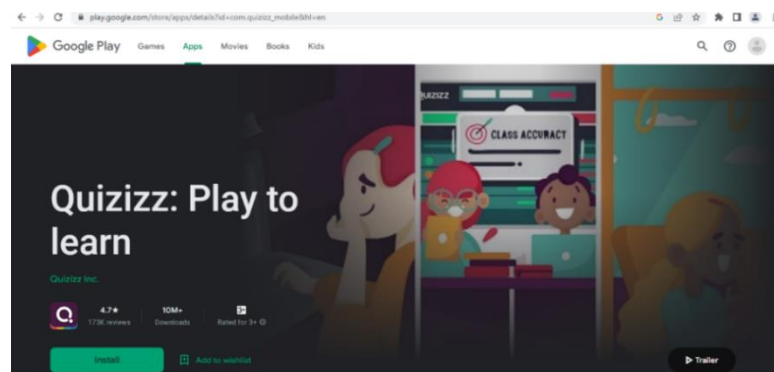 play.google.com/store/apps/details?id=com.quizizz_mobile&hl=en
Google Play Games Apps Movies Books Kids
QUIZIZZ
CLASS ACCURACY
Quizizz: Play to
learn
Quizizz Inc.
4.7★ 10M+ 3+
173K reviews Downloads Rated for 3+
Install Add to wishlist Trailer